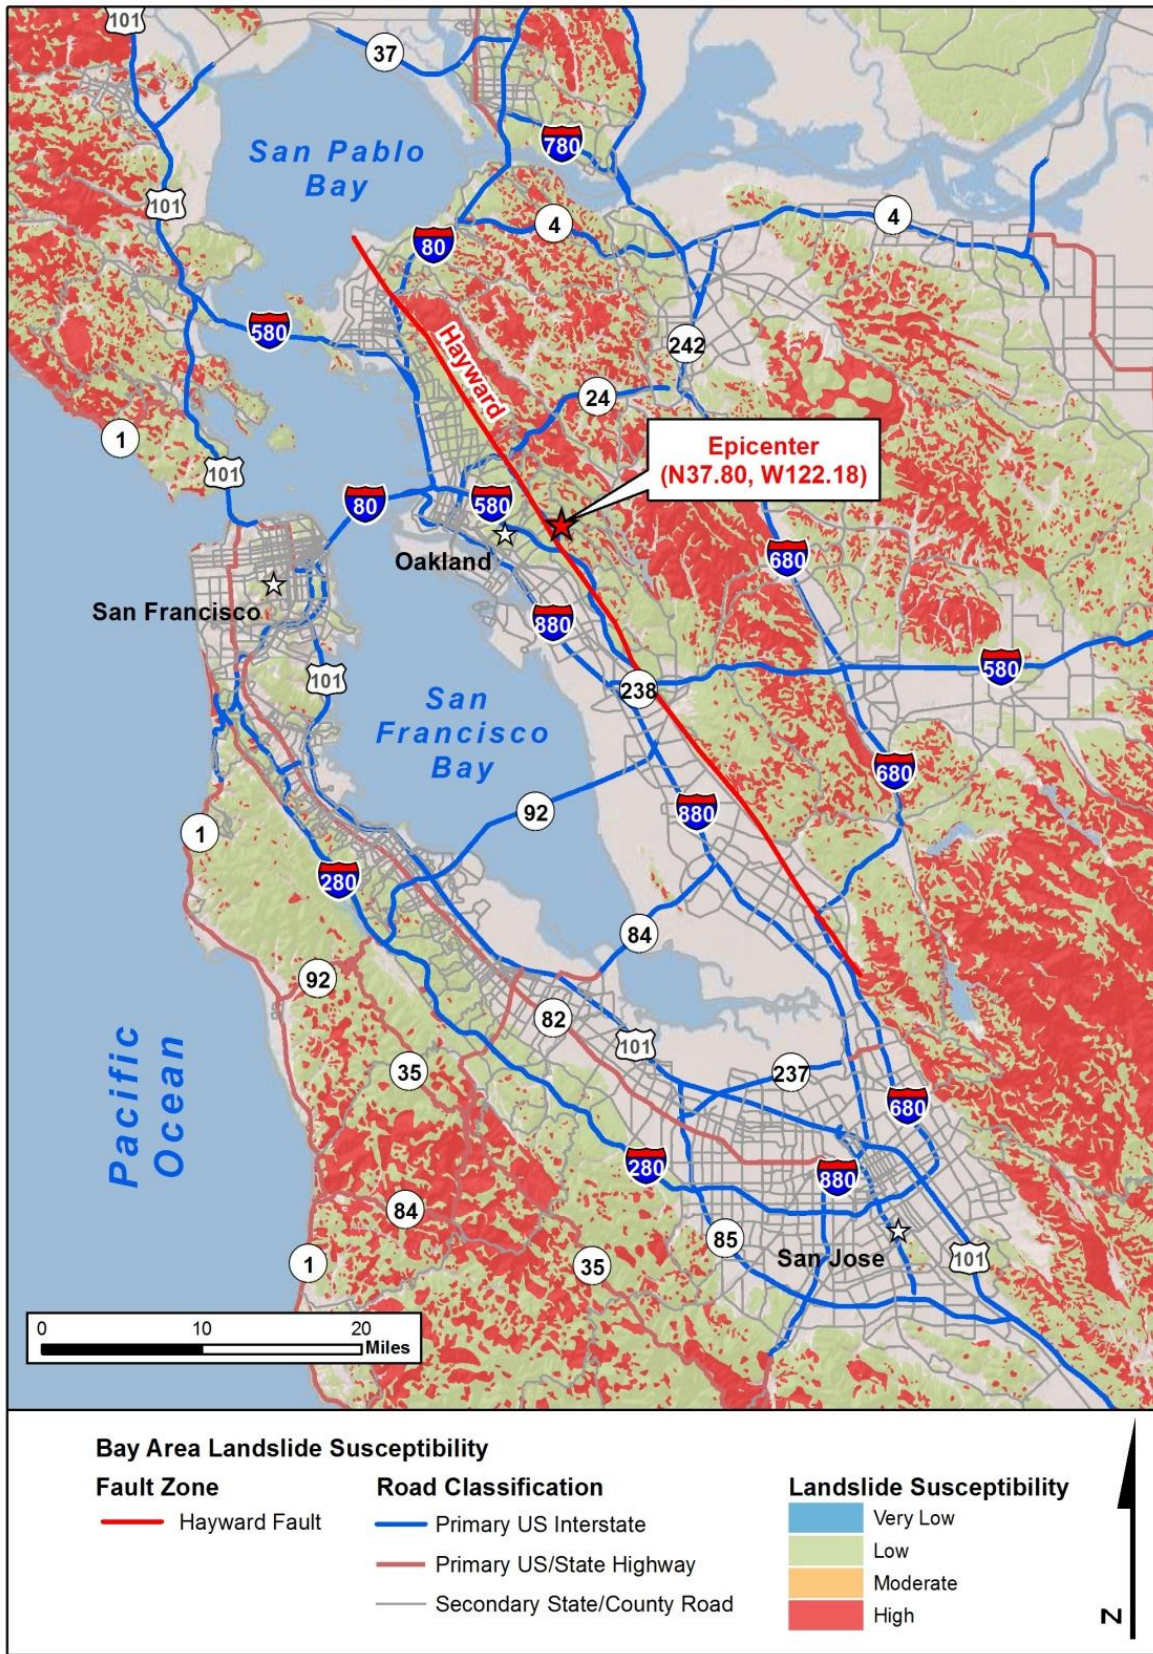 101
37
San Pablo
Bay
780
101
4
4
80
580
Hayward
242
24
1
101
Epicenter
(N37.80, W122.18)
80
580
Oakland
680
San Francisco
880
580
101
238
San
Francisco
Bay
680
92
880
1
280
84
92
82
Pacific
Ocean
101
35
237
680
280
880
84
85
San Jose
1
35
101
0 10 20
Miles
Bay Area Landslide Susceptibility
Fault Zone
Hayward Fault
Road Classification
Primary US Interstate
Primary US/State Highway
Secondary State/County Road
Landslide Susceptibility
Very Low
Low
Moderate
High
N